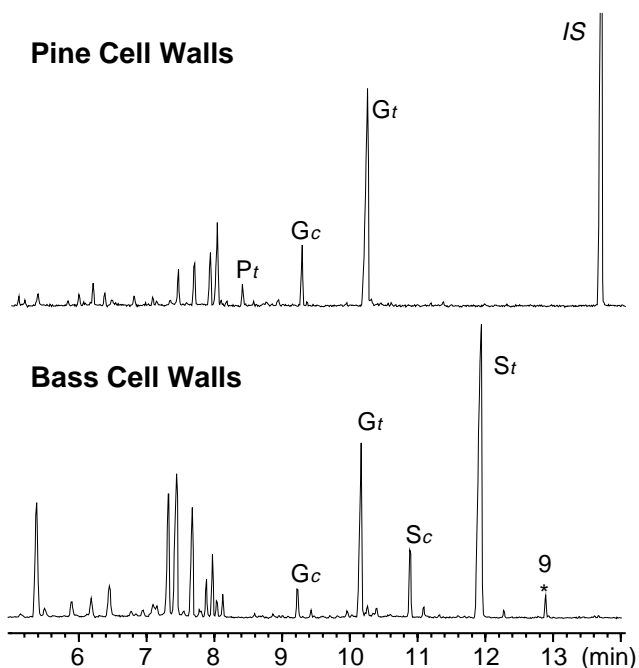 Pine Cell Walls
IS
Gt
Gc
Pt
Bass Cell Walls
St
Gt
Sc
9
*
Gc
6 7 8 9 10 11 12 13 (min)